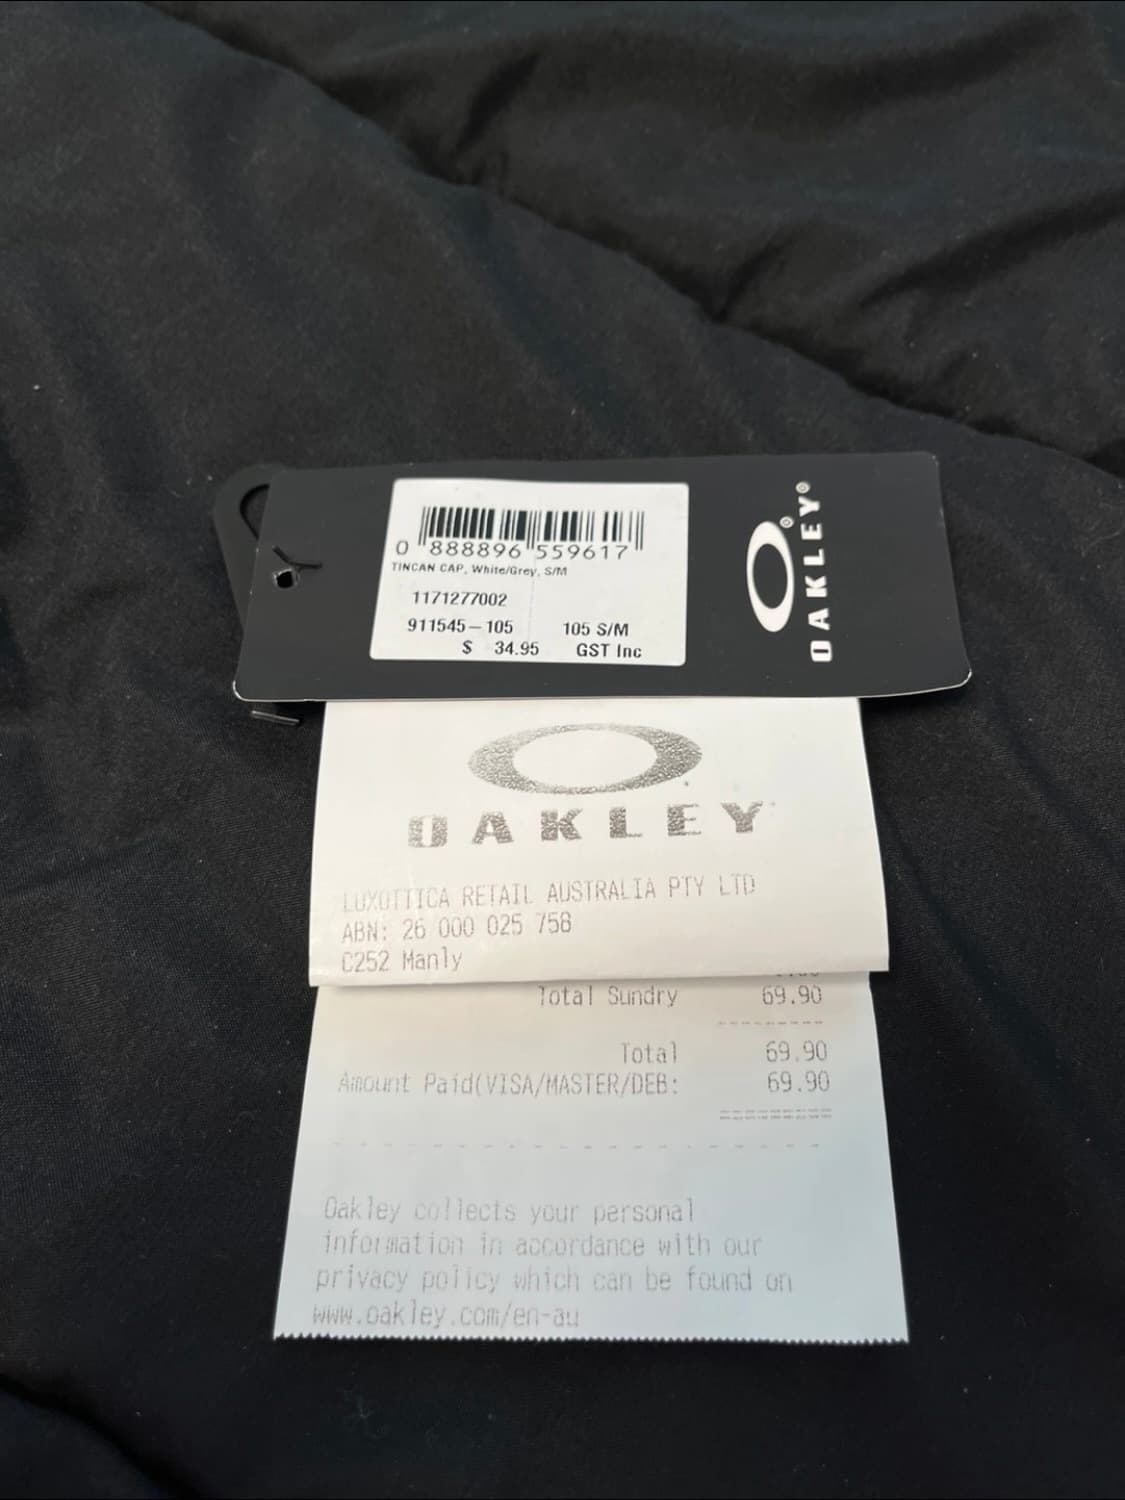 0 888896 559617
TINCAN CAP, White/Grey, S/M
1171277002
911545-105 105 S/M
$ 34.95 GST Inc
OAKLEY
OAKLEY
LUXOTTICA RETAIL AUSTRALIA PTY LTD
ABN: 26 000 025 758
C252 Manly
Total Sundry 69.90
---------
Total 69.90
Amount Paid(VISA/MASTER/DEB: 69.90
=========
Oakley collects your personal
information in accordance with our
privacy policy which can be found on
www.oakley.com/en-au